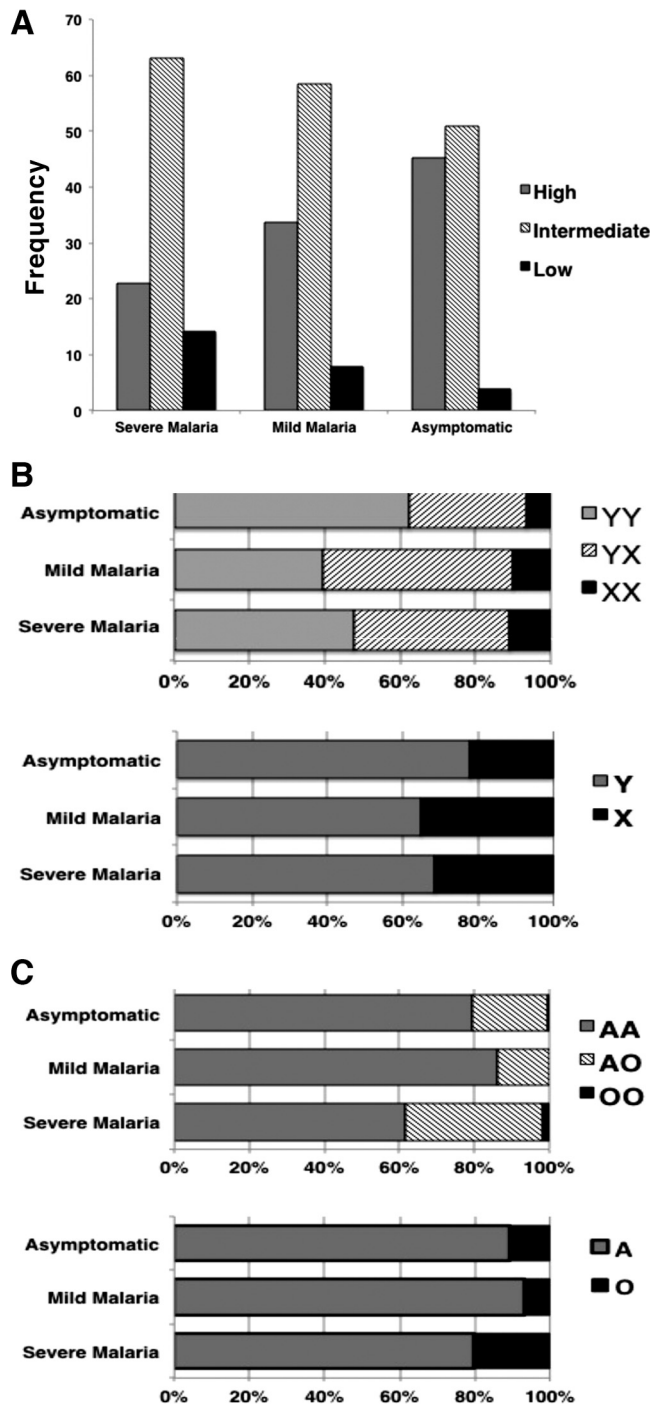 A
70
60
50
40
30
20
10
0
Frequency
High
Intermediate
Low
Severe Malaria Mild Malaria Asymptomatic
B
Asymptomatic
Mild Malaria
Severe Malaria
0% 20% 40% 60% 80% 100%
YY
YX
XX
Asymptomatic
Mild Malaria
Severe Malaria
0% 20% 40% 60% 80% 100%
Y
X
C
Asymptomatic
Mild Malaria
Severe Malaria
0% 20% 40% 60% 80% 100%
AA
AO
OO
Asymptomatic
Mild Malaria
Severe Malaria
0% 20% 40% 60% 80% 100%
A
O